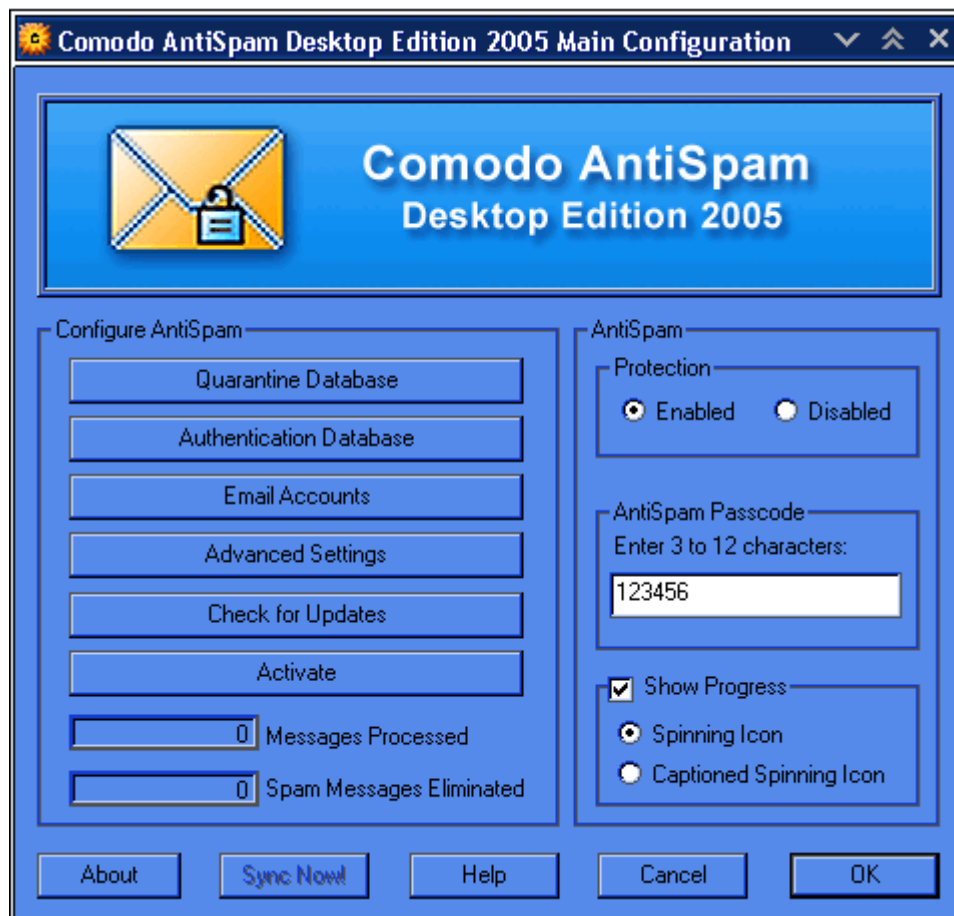 Comodo AntiSpam Desktop Edition 2005 Main Configuration
Comodo AntiSpam
Desktop Edition 2005
Configure AntiSpam
Quarantine Database
Authentication Database
Email Accounts
Advanced Settings
Check for Updates
Activate
0 Messages Processed
0 Spam Messages Eliminated
AntiSpam
Protection
Enabled Disabled
AntiSpam Passcode
Enter 3 to 12 characters:
123456
Show Progress
Spinning Icon
Captioned Spinning Icon
About Sync Now! Help Cancel OK